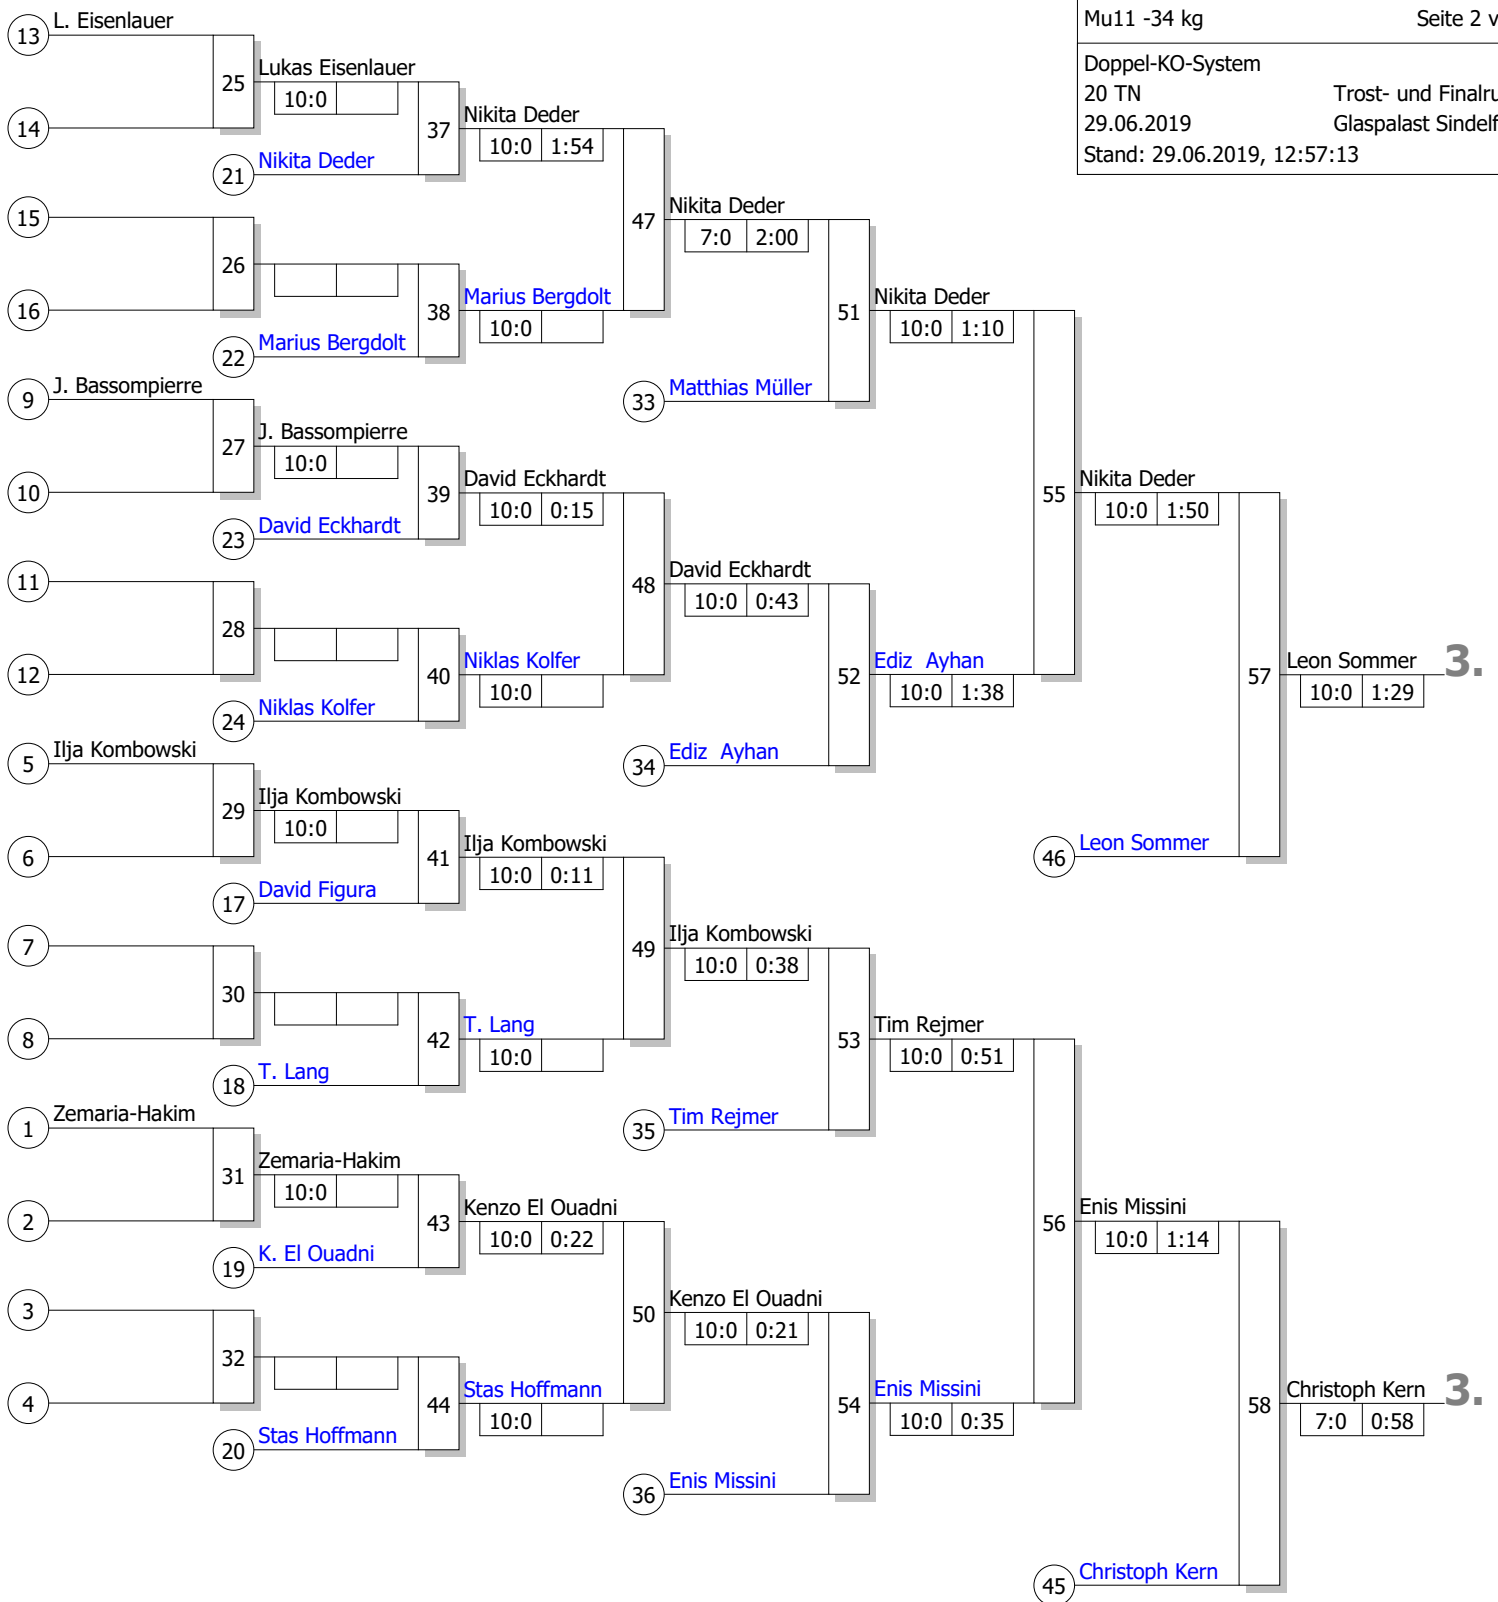 Mu11 -34 kg Seite 2 v
Doppel-KO-System
20 TN Trost- und Finalru
29.06.2019 Glaspalast Sindelf
Stand: 29.06.2019, 12:57:13
13 L. Eisenlauer
25 Lukas Eisenlauer
10:0
14
37 Nikita Deder
10:0 1:54
21 Nikita Deder
15
47 Nikita Deder
7:0 2:00
26
16
38 Marius Bergdolt
10:0
22 Marius Bergdolt
51 Nikita Deder
10:0 1:10
33 Matthias Müller
9 J. Bassompierre
27 J. Bassompierre
10:0
10
39 David Eckhardt
10:0 0:15
23 David Eckhardt
55 Nikita Deder
10:0 1:50
11
48 David Eckhardt
10:0 0:43
28
12
40 Niklas Kolfer
10:0
24 Niklas Kolfer
52 Ediz Ayhan
10:0 1:38
34 Ediz Ayhan
57 Leon Sommer 3.
10:0 1:29
46 Leon Sommer
5 Ilja Kombowski
29 Ilja Kombowski
10:0
6
41 Ilja Kombowski
10:0 0:11
17 David Figura
7
49 Ilja Kombowski
10:0 0:38
30
8
42 T. Lang
10:0
18 T. Lang
53 Tim Rejmer
10:0 0:51
35 Tim Rejmer
1 Zemaria-Hakim
31 Zemaria-Hakim
10:0
2
43 Kenzo El Ouadni
10:0 0:22
19 K. El Ouadni
56 Enis Missini
10:0 1:14
3
50 Kenzo El Ouadni
10:0 0:21
32
4
44 Stas Hoffmann
10:0
20 Stas Hoffmann
54 Enis Missini
10:0 0:35
36 Enis Missini
58 Christoph Kern 3.
7:0 0:58
45 Christoph Kern